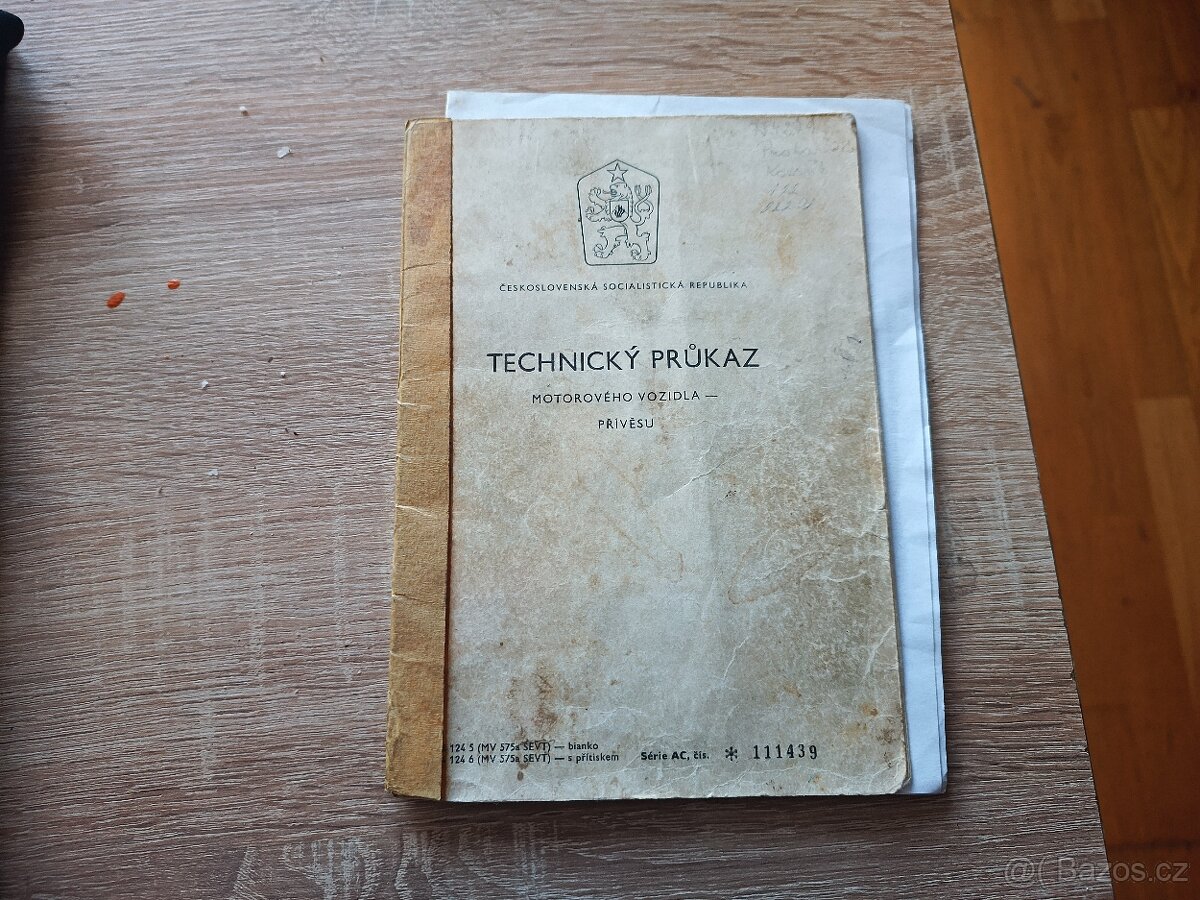 ČESKOSLOVENSKÁ SOCIALISTICKÁ REPUBLIKA
TECHNICKÝ PRŮKAZ
MOTOROVÉHO VOZIDLA —
PŘÍVĚSU
124 5 (MV 575a SEVT) — bianko
124 6 (MV 575a SEVT) — s přítiskem Série AC, čís. * 111439
@( Bazos.cz